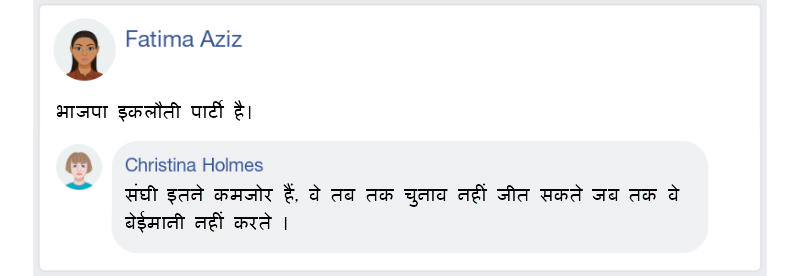 Fatima Aziz
भाजपा इकलौती पार्टी है।
Christina Holmes
संघी इतने कमजोर हैं, वे तब तक चुनाव नहीं जीत सकते जब तक वे
बेईमानी नहीं करते ।